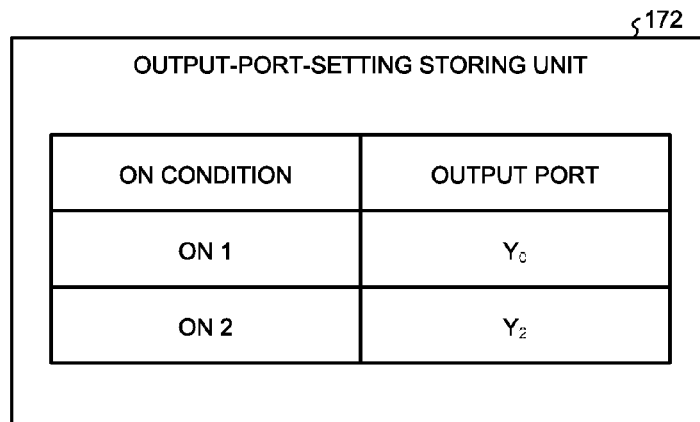 172
OUTPUT-PORT-SETTING STORING UNIT
ON CONDITION
OUTPUT PORT
ON 1
Y₀
ON 2
Y₂